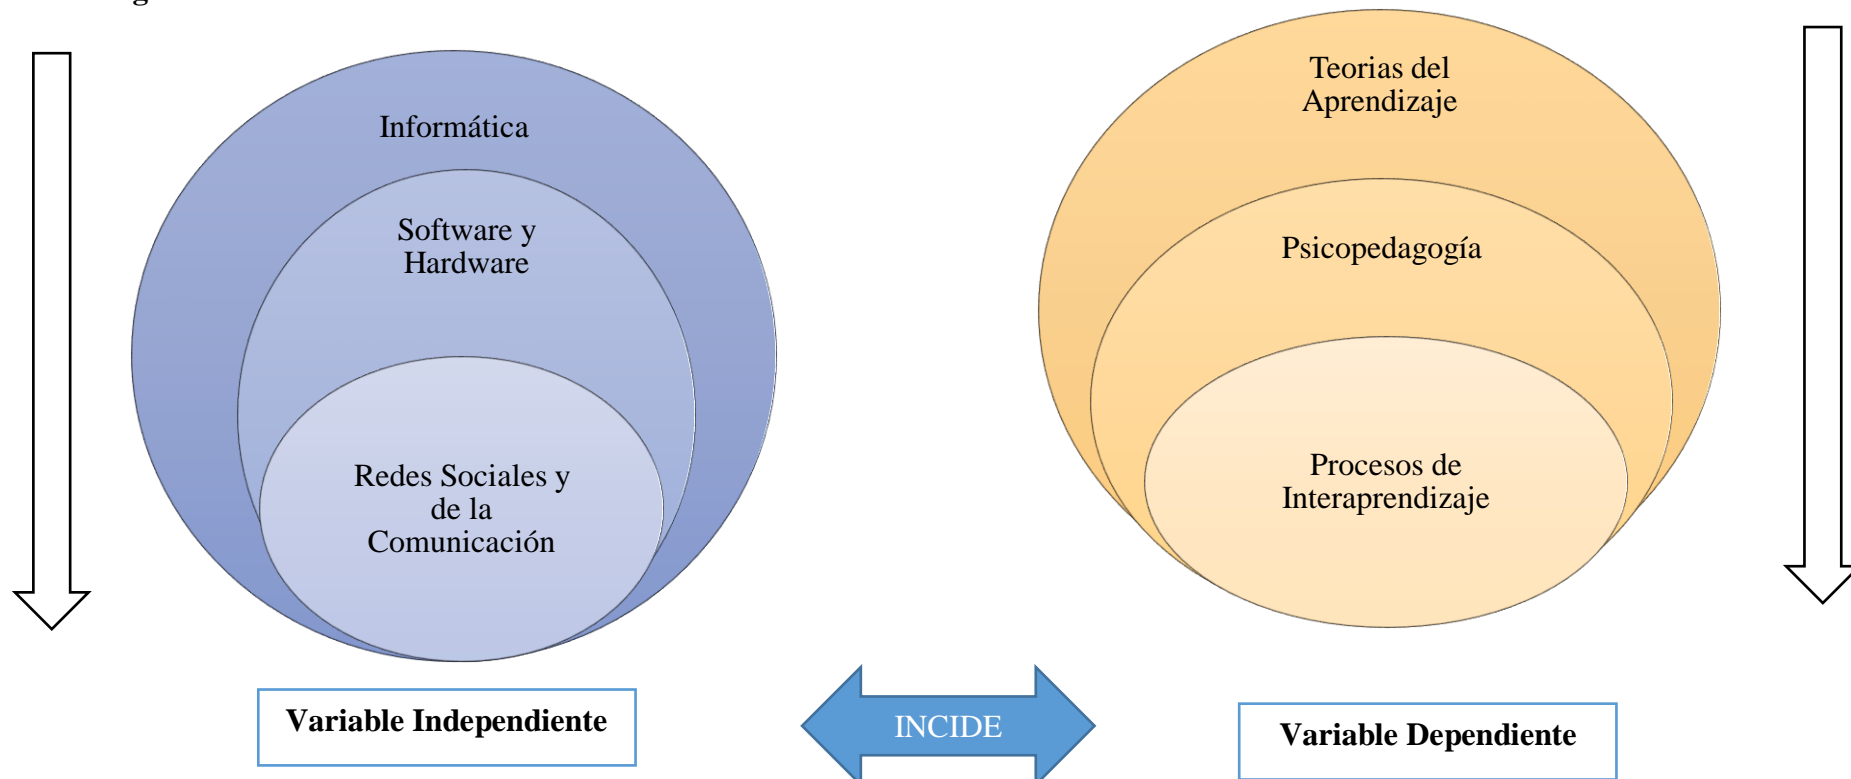 Informática
Software y
Hardware
Redes Sociales y
de la
Comunicación
Teorias del
Aprendizaje
Psicopedagogía
Procesos de
Interaprendizaje
Variable Independiente
INCIDE
Variable Dependiente